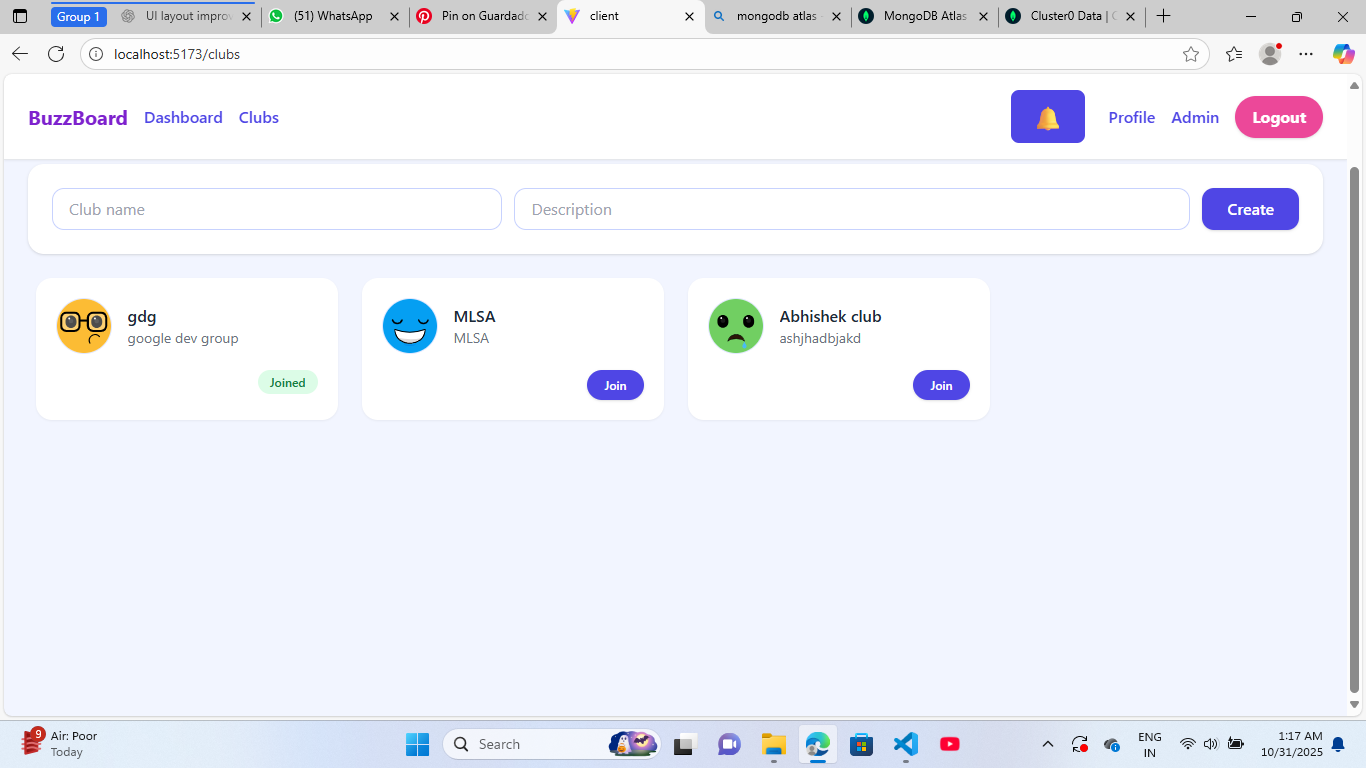 Group 1
UI layout improv
(51) WhatsApp
Pin on Guardado
client
mongodb atlas
MongoDB Atlas
Cluster0 Data |
localhost:5173/clubs
BuzzBoard Dashboard Clubs Profile Admin Logout
Club name Description Create
gdg
google dev group
Joined
MLSA
MLSA
Join
Abhishek club
ashjhadbjakd
Join
9
Air: Poor
Today
Search
ENG
IN
1:17 AM
10/31/2025